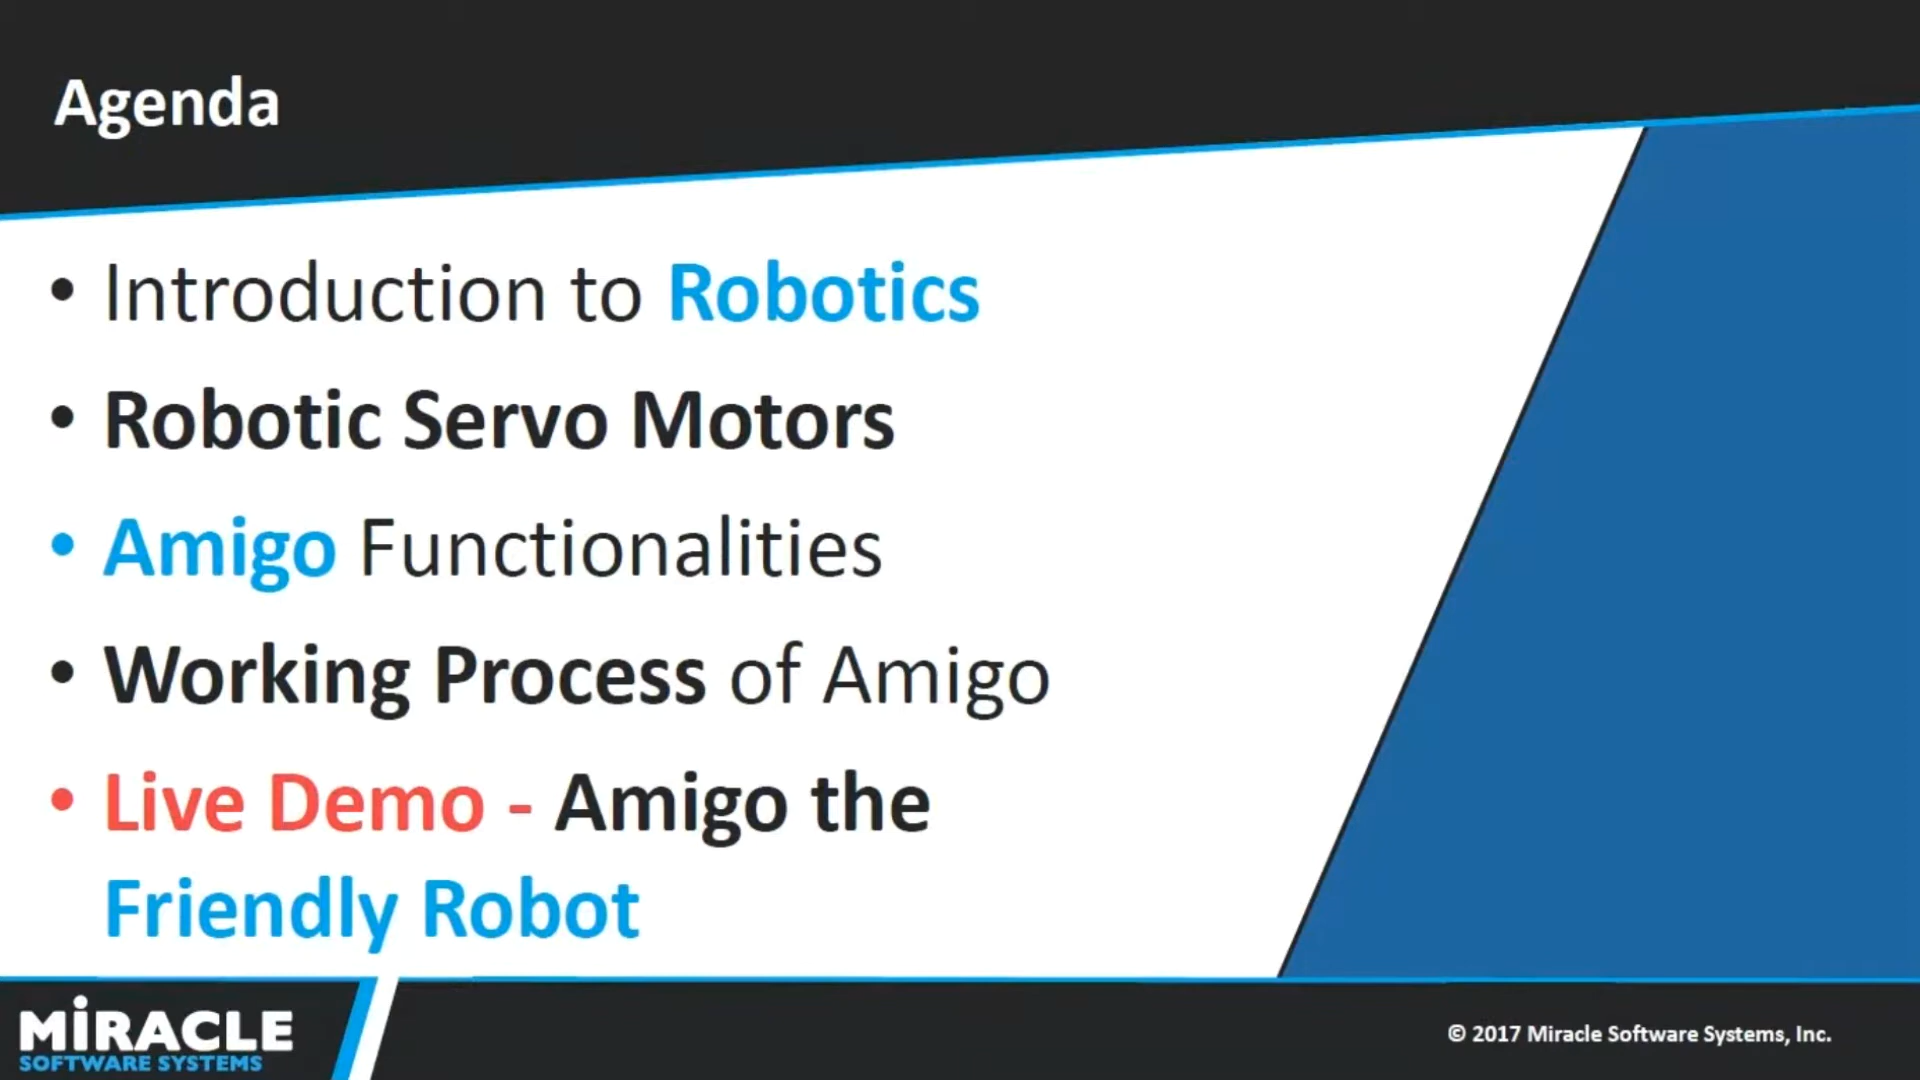 Agenda
• Introduction to Robotics
• Robotic Servo Motors
• Amigo Functionalities
• Working Process of Amigo
• Live Demo - Amigo the
Friendly Robot
MiRACLE
SOFTWARE SYSTEMS
© 2017 Miracle Software Systems, Inc.